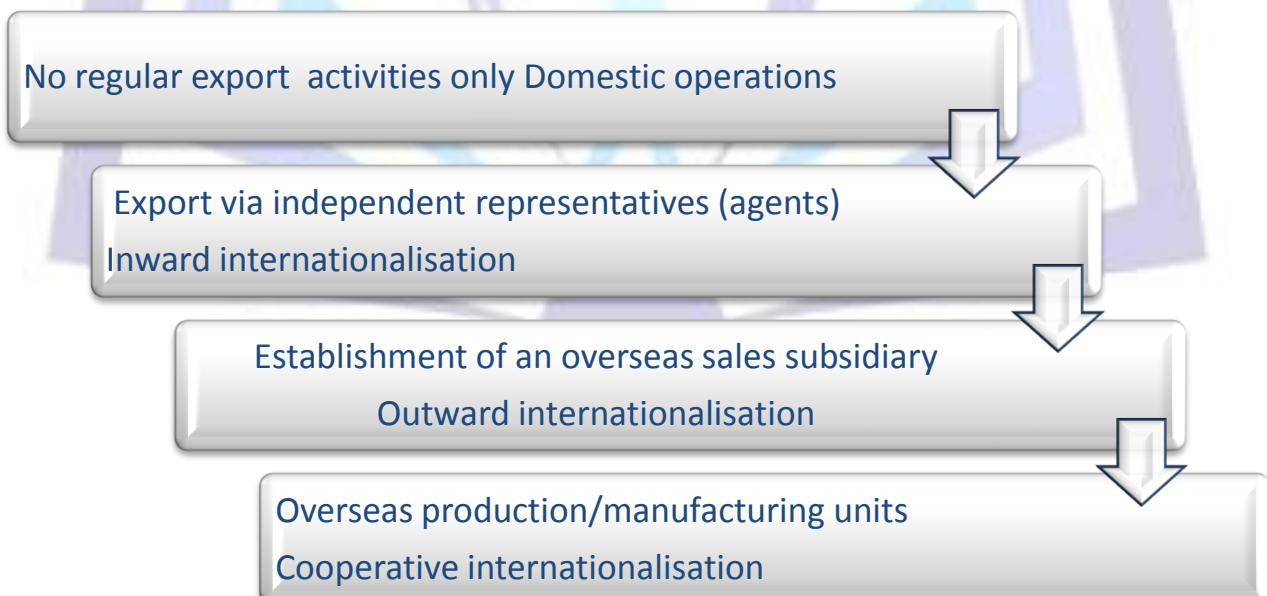 No regular export activities only Domestic operations
Export via independent representatives (agents)
Inward internationalisation
Establishment of an overseas sales subsidiary
Outward internationalisation
Overseas production/manufacturing units
Cooperative internationalisation